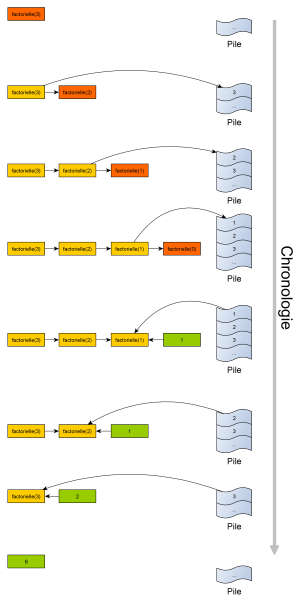 factorielle(3)
...
Pile
factorielle(3) factorielle(2)
3
...
Pile
factorielle(3) factorielle(2) factorielle(1)
2
3
...
Pile
factorielle(3) factorielle(2) factorielle(1) factorielle(0)
1
2
3
...
Pile
Chronologie
factorielle(3) factorielle(2) factorielle(1) 1
1
2
3
...
Pile
factorielle(3) factorielle(2) 1
2
3
...
Pile
factorielle(3) 2
3
...
Pile
6
...
Pile